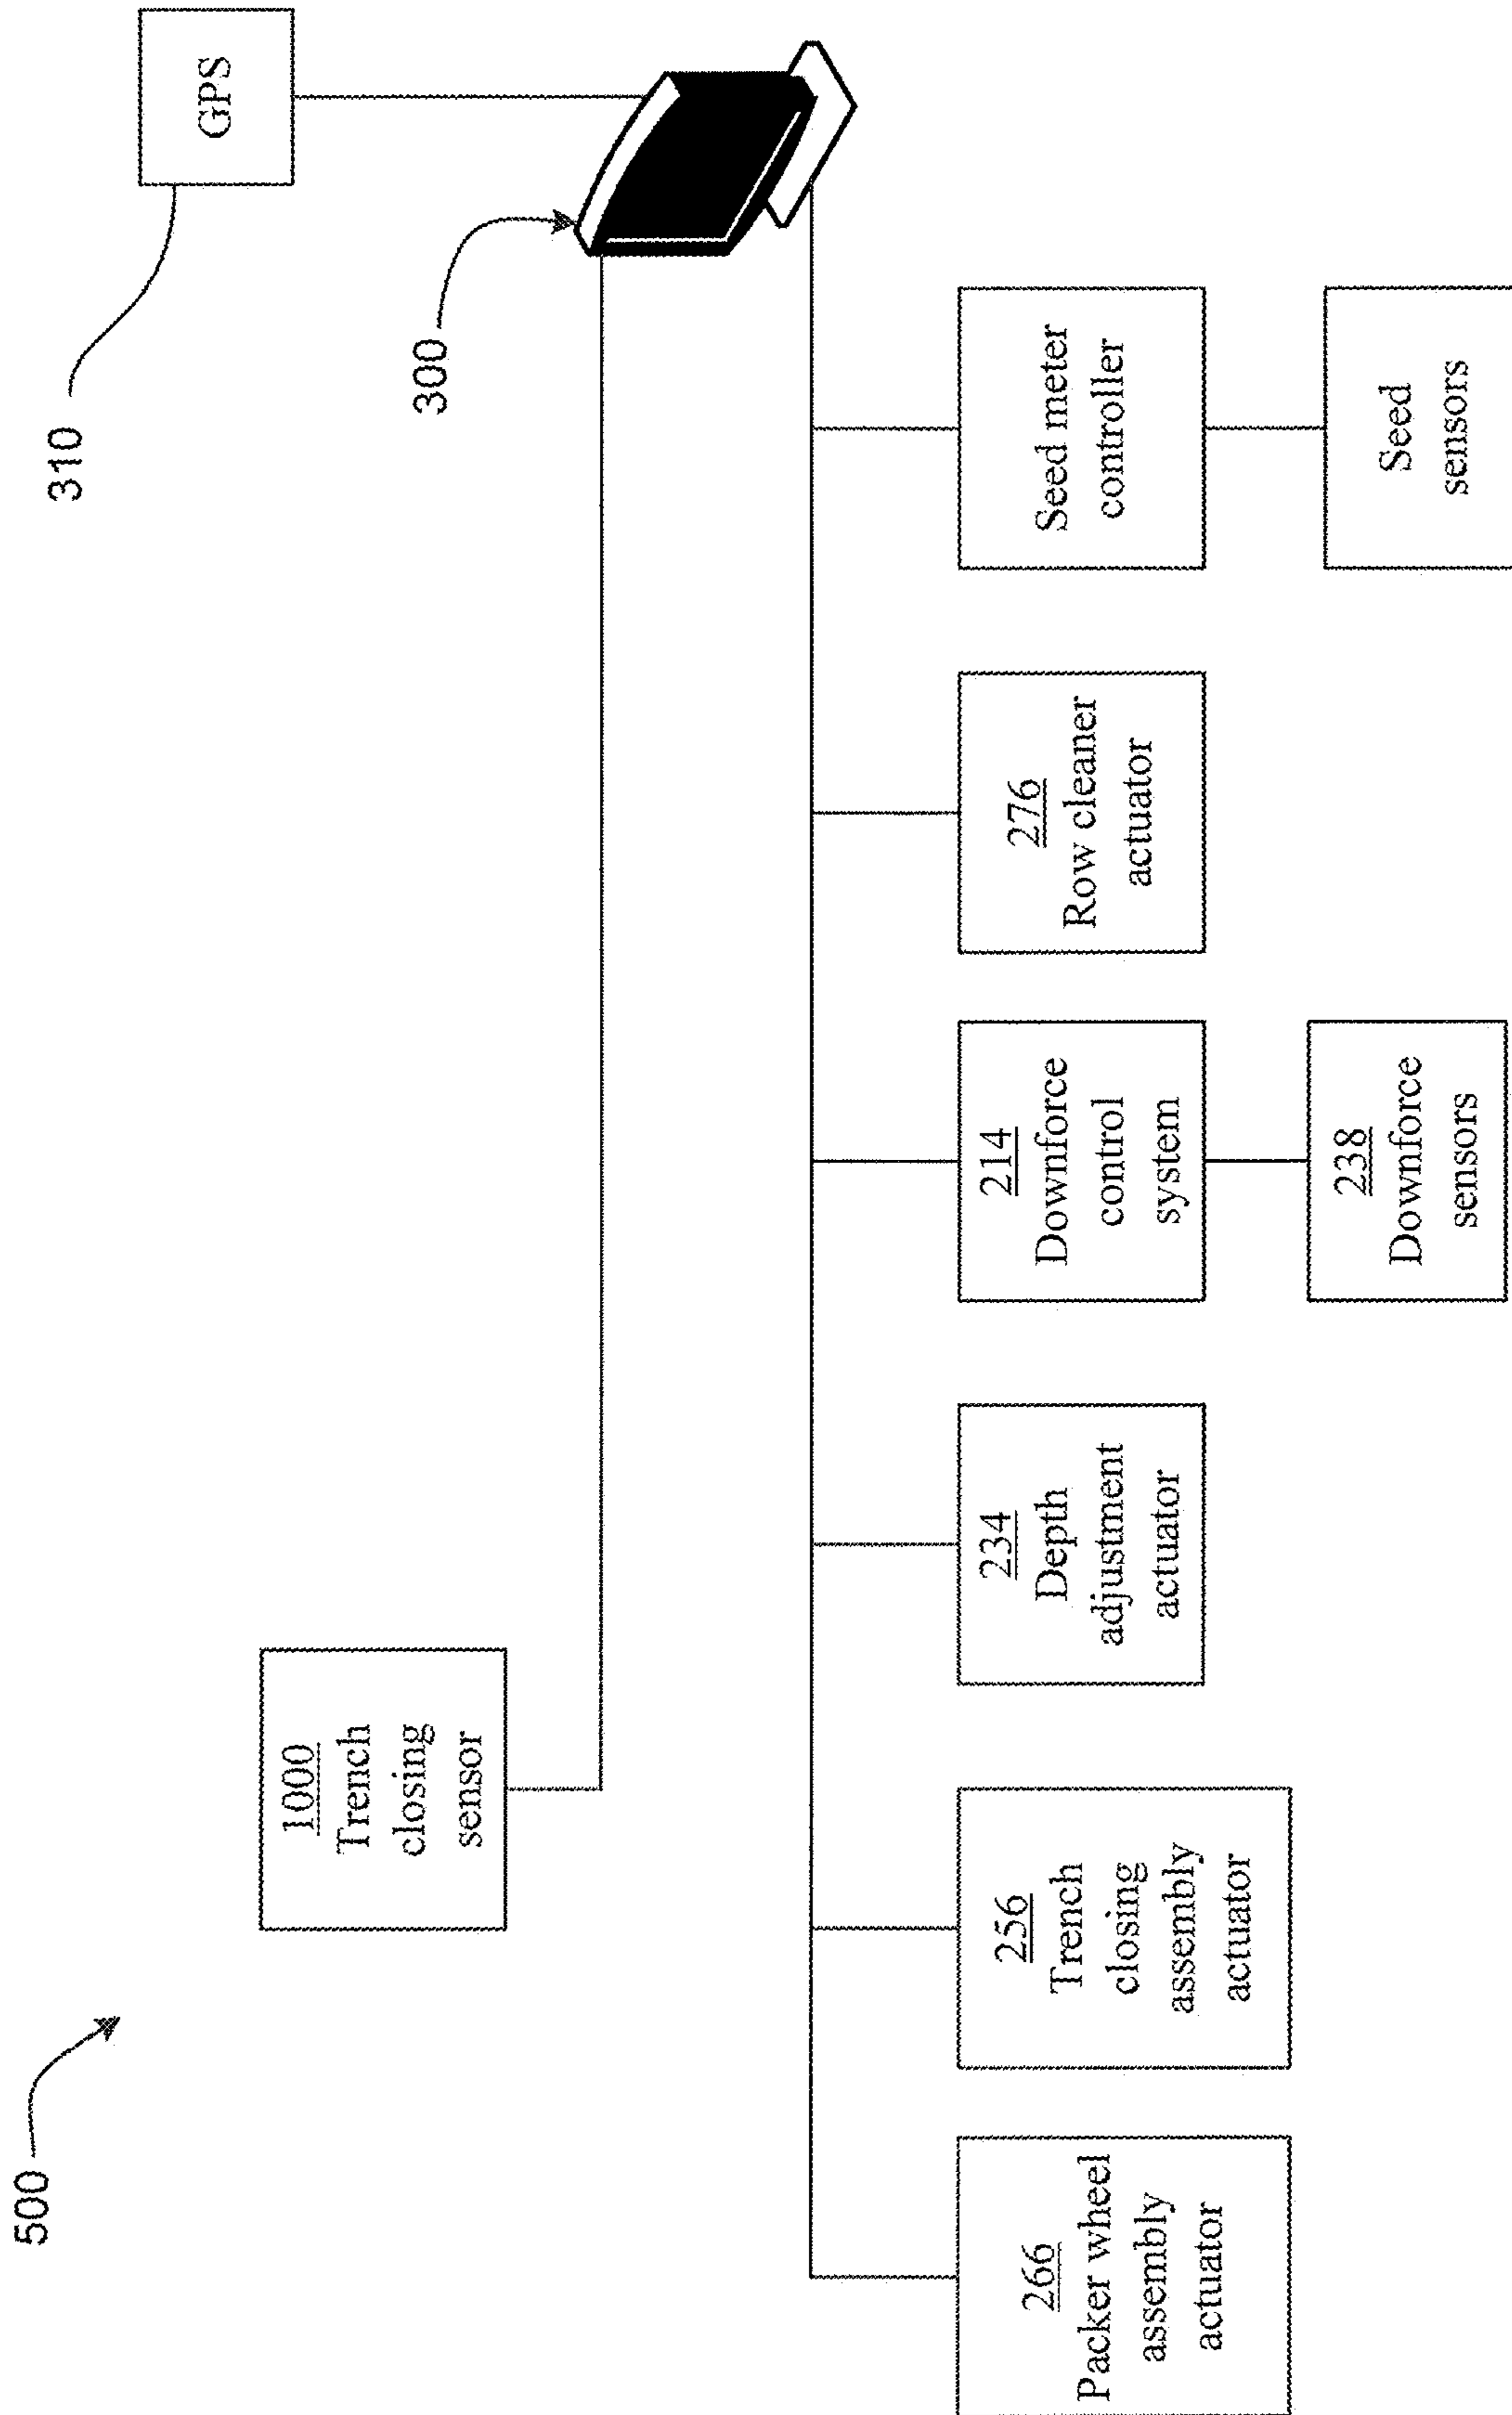 500
1000
Trench
closing
sensor
310
GPS
300
266
Packer wheel
assembly
actuator
256
Trench
closing
assembly
actuator
234
Depth
adjustment
actuator
214
Downforce
control
system
238
Downforce
sensors
276
Row cleaner
actuator
Seed meter
controller
Seed
sensors